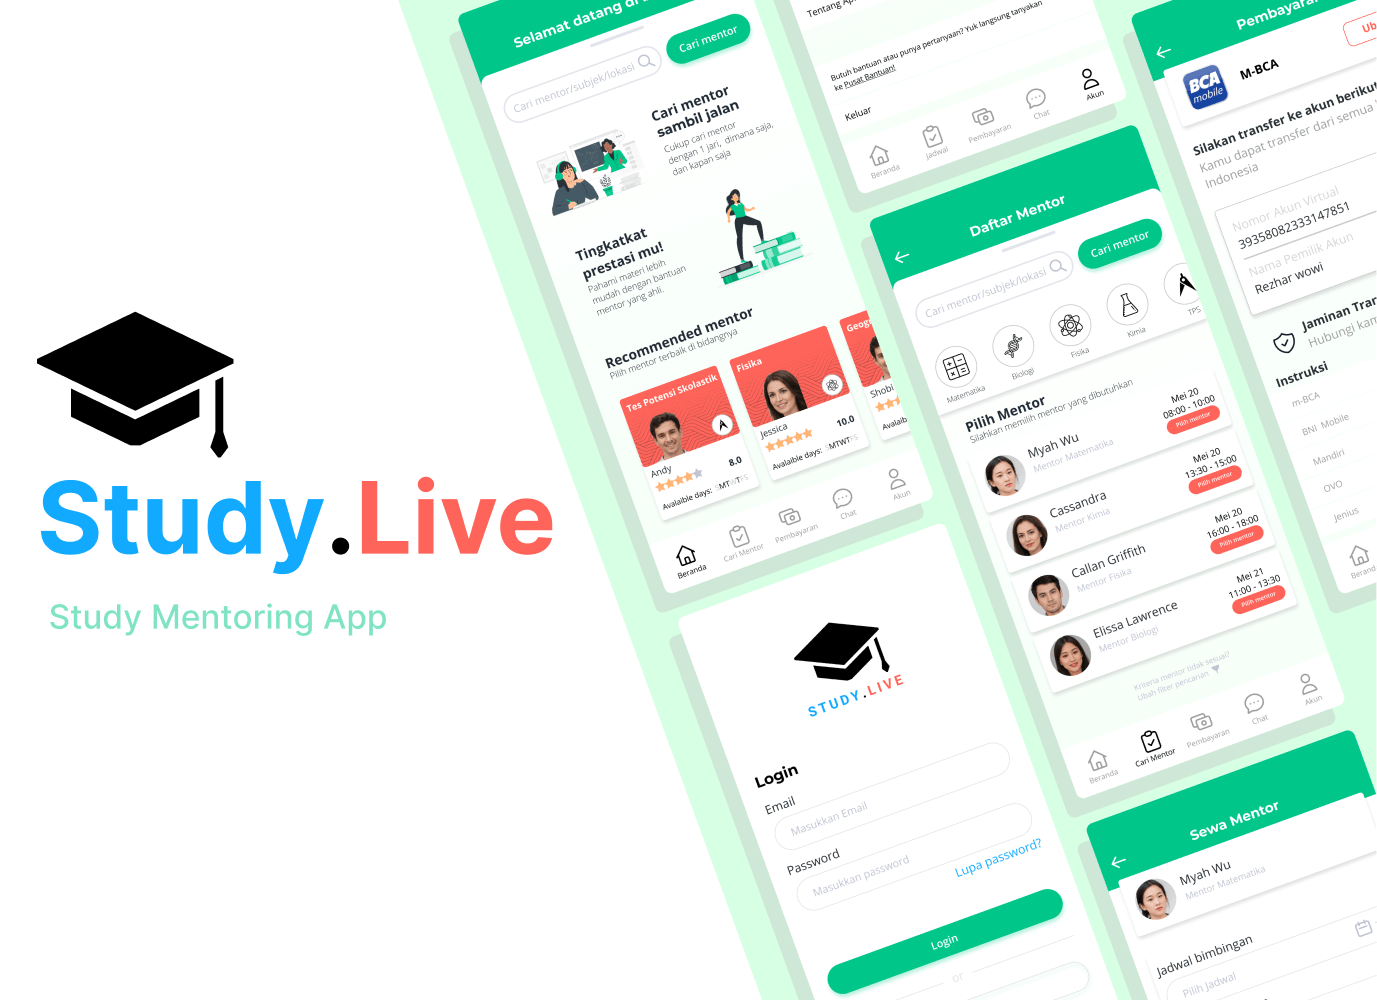 Study.Live
Study Mentoring App
Selamat datang di
Cari mentor/subjek/lokasi
Cari mentor
Cari mentor
sambil jalan
Cukup cari mentor
dengan 1 jari, dimana saja,
dan kapan saja
Tingkatkat
prestasi mu!
Pahami materi lebih
mudah dengan bantuan
mentor yang ahli.
Recommended mentor
Pilih mentor terbaik di bidangnya
Tes Potensi Skolastik
Andy
8.0
Avalaible days: SMTWTFS
Fisika
Jessica
10.0
Avalaible days: SMTWTFS
Geog
Shobi
Avalaib
Beranda
Cari Mentor
Pembayaran
Chat
Akun
STUDY.LIVE
Login
Email
Masukkan Email
Password
Masukkan password
Lupa password?
Login
or
Tentang Ap
Butuh bantuan atau punya pertanyaan? Yuk langsung tanyakan
ke Pusat Bantuan!
Keluar
Beranda
Jadwal
Pembayaran
Chat
Akun
Daftar Mentor
Cari mentor/subjek/lokasi
Cari mentor
Matematika
Biologi
Fisika
Kimia
TPS
Pilih Mentor
Silahkan memilih mentor yang dibutuhkan
Myah Wu
Mentor Matematika
Mei 20
08:00 - 10:00
Pilih mentor
Cassandra
Mentor Kimia
Mei 20
13:30 - 15:00
Pilih mentor
Callan Griffith
Mentor Fisika
Mei 20
16:00 - 18:00
Pilih mentor
Elissa Lawrence
Mentor Biologi
Mei 21
11:00 - 13:30
Pilih mentor
Kriteria mentor tidak sesuai?
Ubah filter pencarian
Beranda
Cari Mentor
Pembayaran
Chat
Akun
Sewa Mentor
Myah Wu
Mentor Matematika
Jadwal bimbingan
Pilih Jadwal
Pembayaran
BCA
mobile
M-BCA
Ub
Silakan transfer ke akun berikut
Kamu dapat transfer dari semua
Indonesia
Nomor Akun Virtual
39358082333147851
Nama Pemilik Akun
Rezhar wowi
Jaminan Tran
Hubungi kam
Instruksi
m-BCA
BNI Mobile
Mandiri
OVO
Jenius
Berand